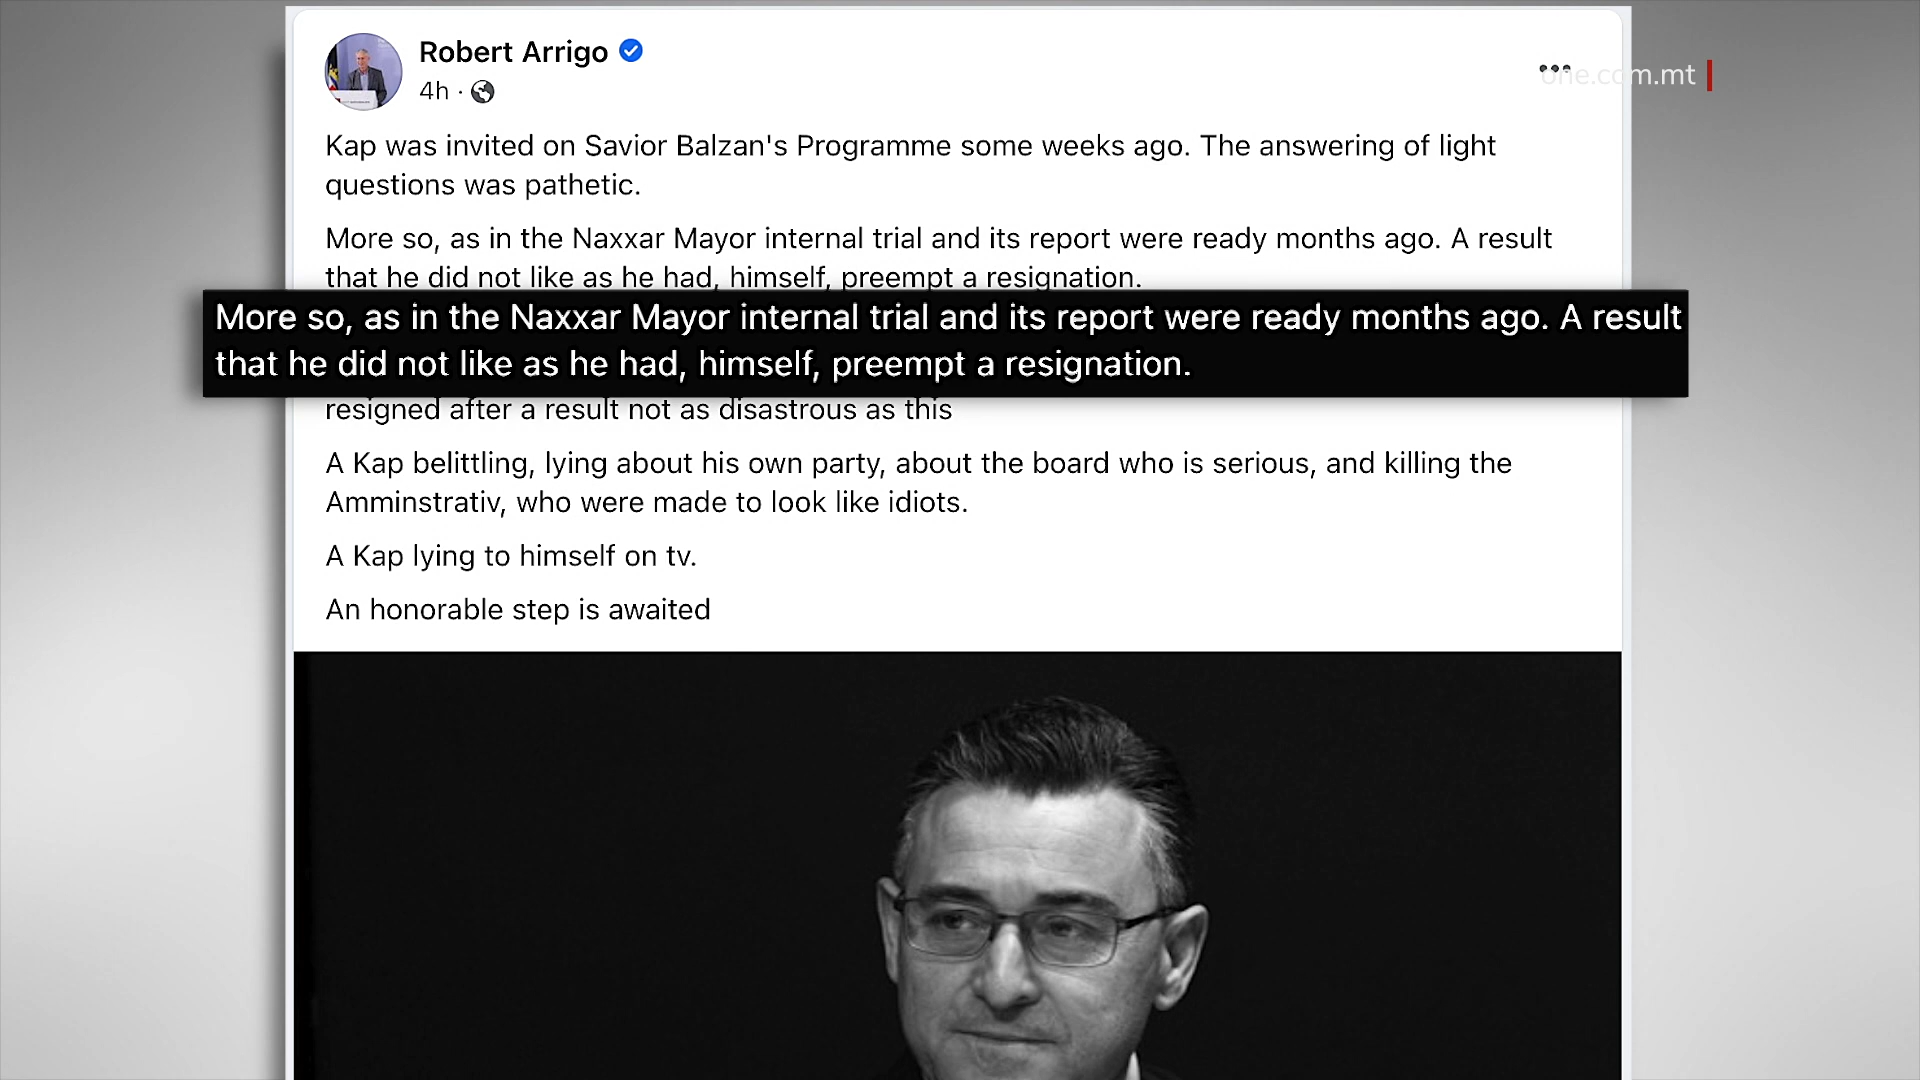 Robert Arrigo
4h ·
one.com.mt
Kap was invited on Savior Balzan's Programme some weeks ago. The answering of light
questions was pathetic.
More so, as in the Naxxar Mayor internal trial and its report were ready months ago. A result
that he did not like as he had, himself, preempt a resignation.
More so, as in the Naxxar Mayor internal trial and its report were ready months ago. A result
that he did not like as he had, himself, preempt a resignation.
resigned after a result not as disastrous as this
A Kap belittling, lying about his own party, about the board who is serious, and killing the
Amminstrativ, who were made to look like idiots.
A Kap lying to himself on tv.
An honorable step is awaited